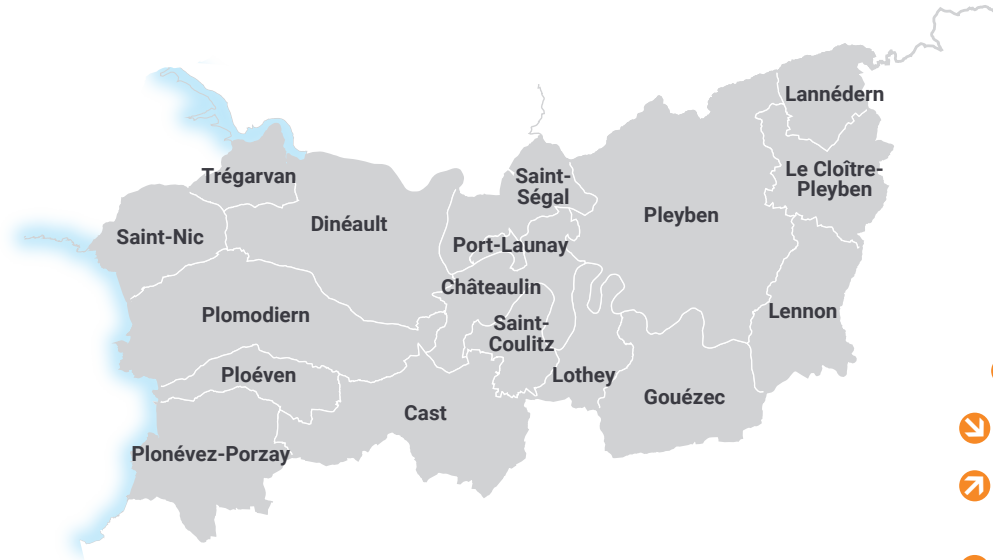 Lannédern
Trégarvan
Saint-
Ségal
Le Cloître-
Pleyben
Dinéault
Pleyben
Saint-Nic
Port-Launay
Châteaulin
Plomodiern
Saint-
Coulitz
Lennon
Ploéven
Lothey
Gouézec
Cast
Plonévez-Porzay